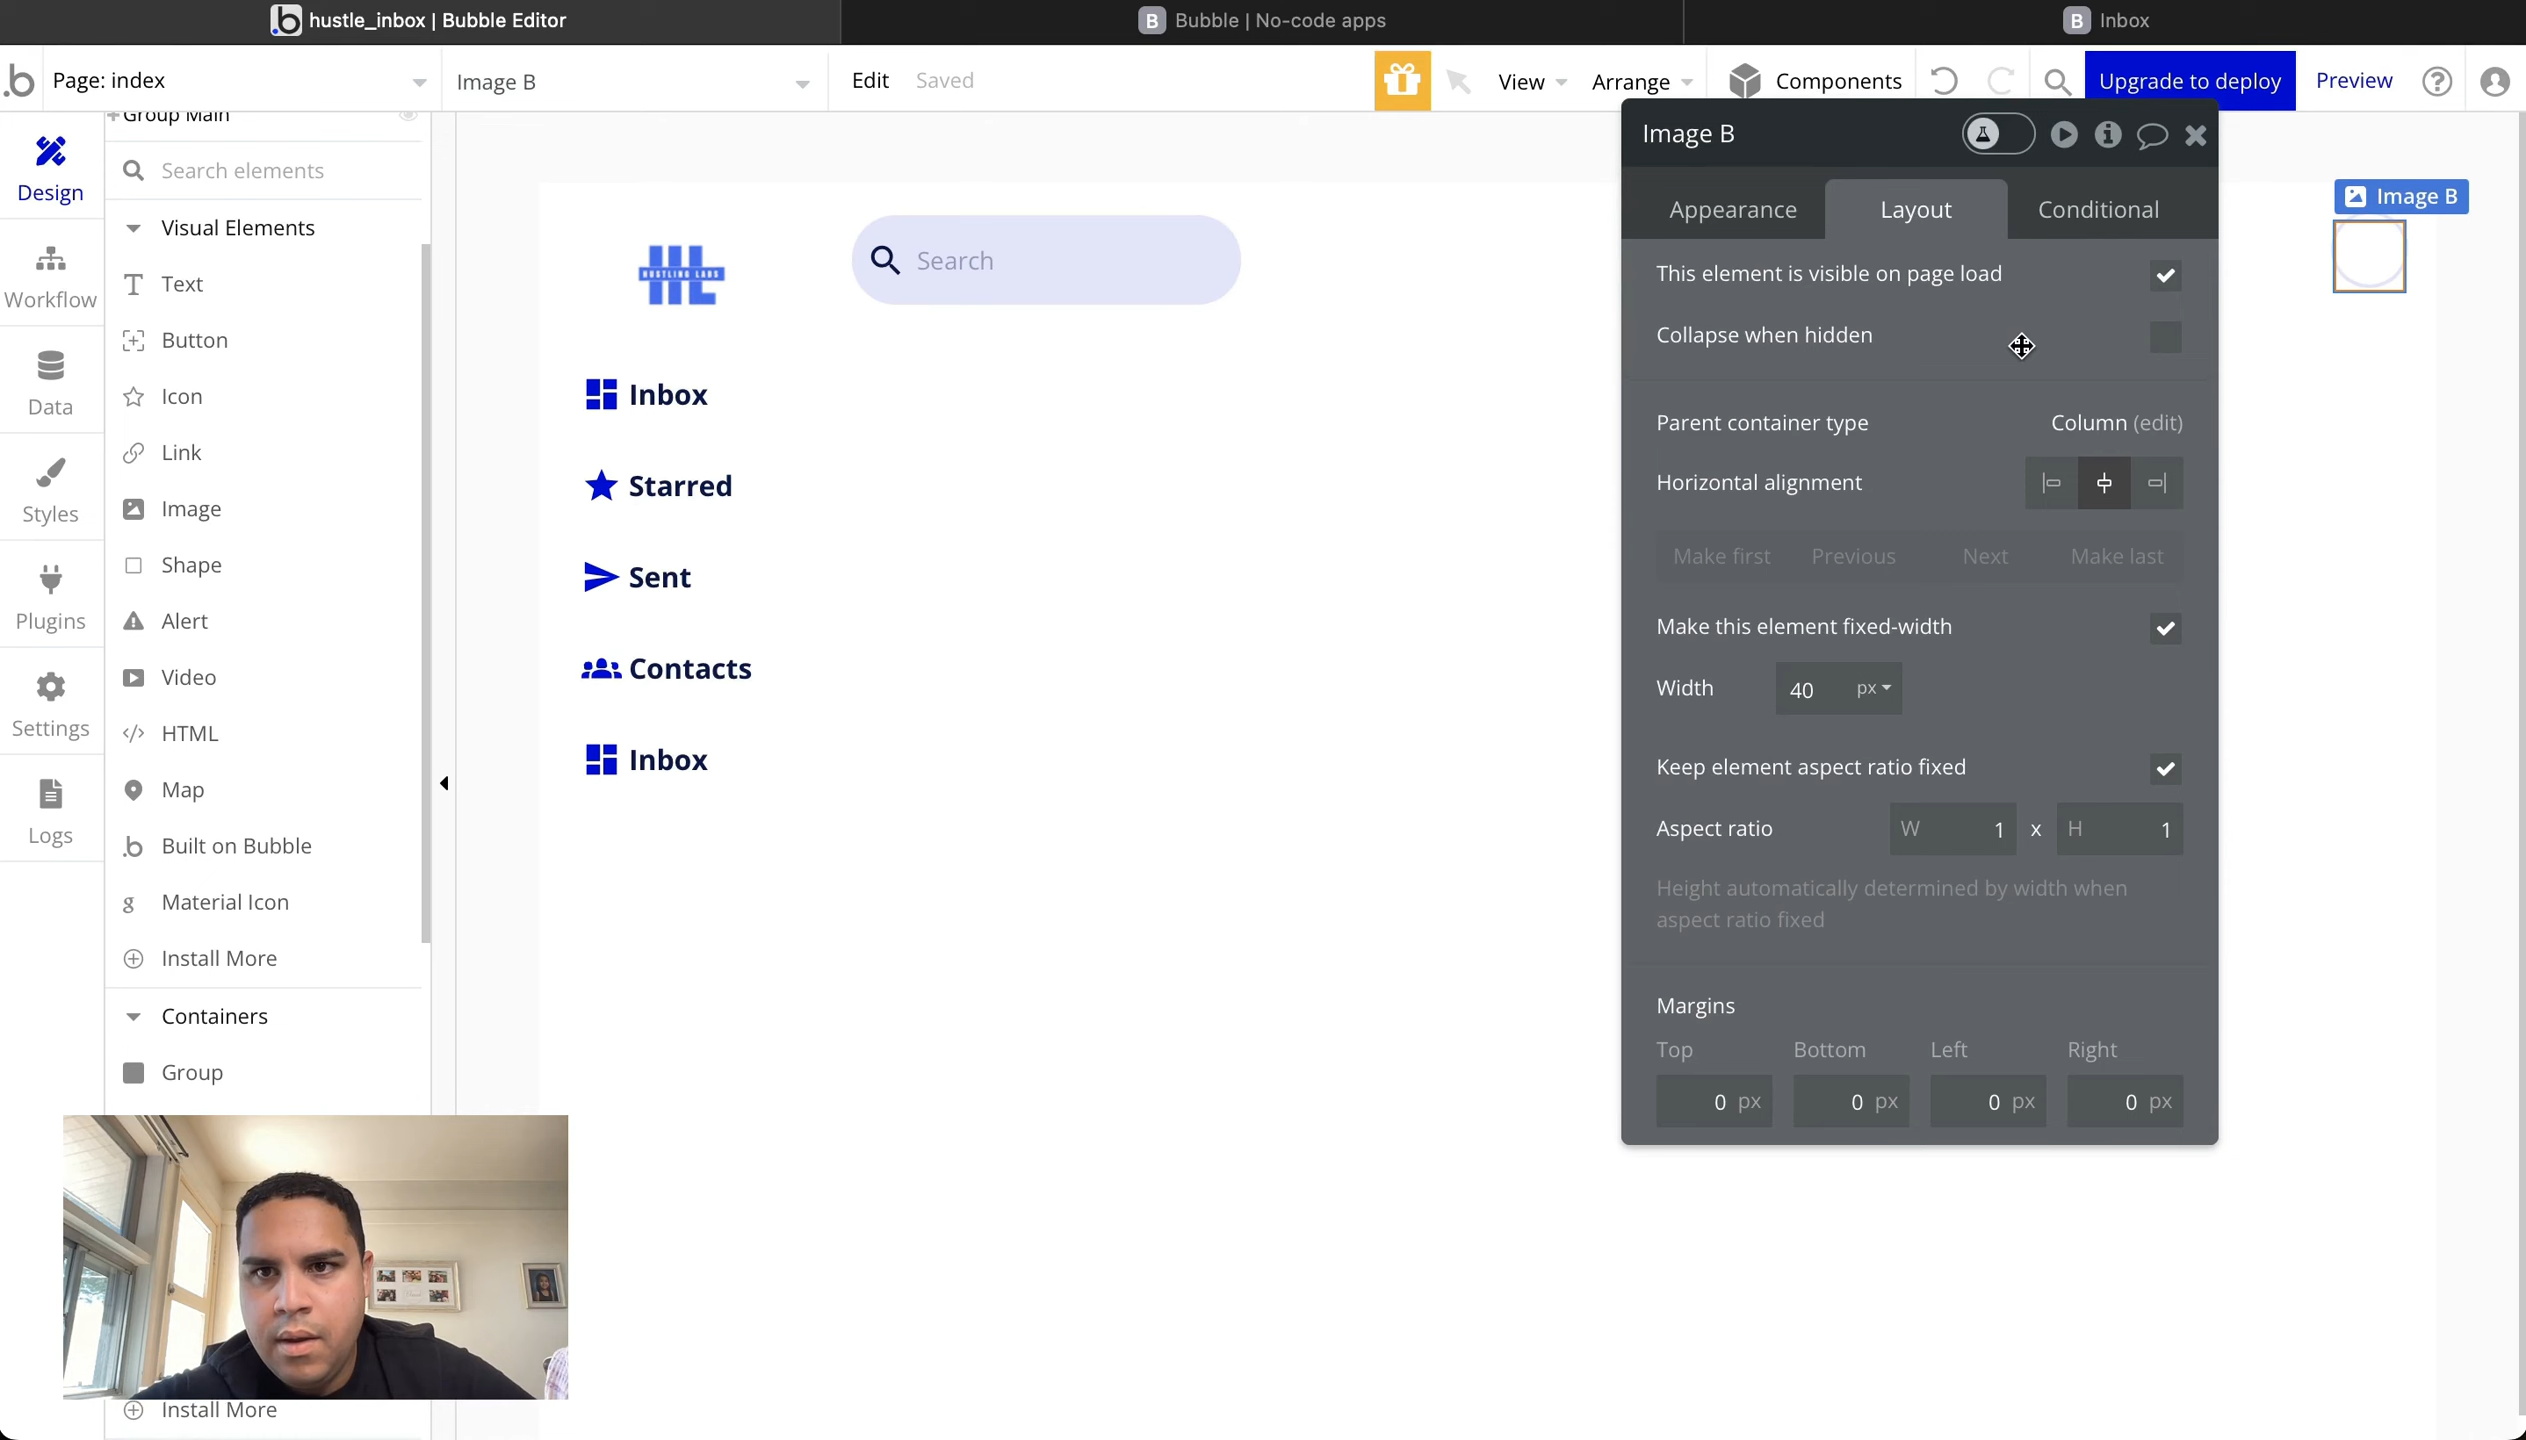 hustle_inbox | Bubble Editor
B Bubble | No-code apps
B Inbox
.b Page: index
Image B
Edit Saved
View
Arrange
Components
Upgrade to deploy
Preview
Group Main
Search elements
Visual Elements
Text
Button
Icon
Link
Image
Shape
Alert
Video
HTML
Map
Built on Bubble
Material Icon
Install More
Containers
Group
Install More
Design
Workflow
Data
Styles
Plugins
Settings
Logs
HUSTLING LABS
Search
Inbox
Starred
Sent
Contacts
Inbox
Image B
Appearance Layout Conditional
This element is visible on page load
Collapse when hidden
Parent container type Column (edit)
Horizontal alignment
Make first Previous Next Make last
Make this element fixed-width
Width 40 px
Keep element aspect ratio fixed
Aspect ratio W 1 x H 1
Height automatically determined by width when
aspect ratio fixed
Margins
Top Bottom Left Right
0 px 0 px 0 px 0 px
Image B